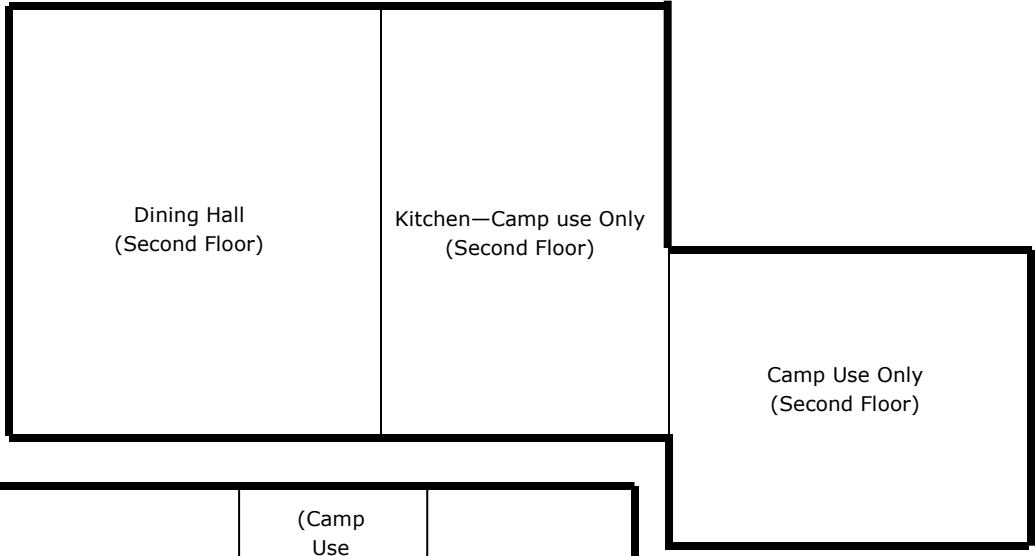 Dining Hall
(Second Floor)
Kitchen—Camp use Only
(Second Floor)
Camp Use Only
(Second Floor)
(Camp
Use